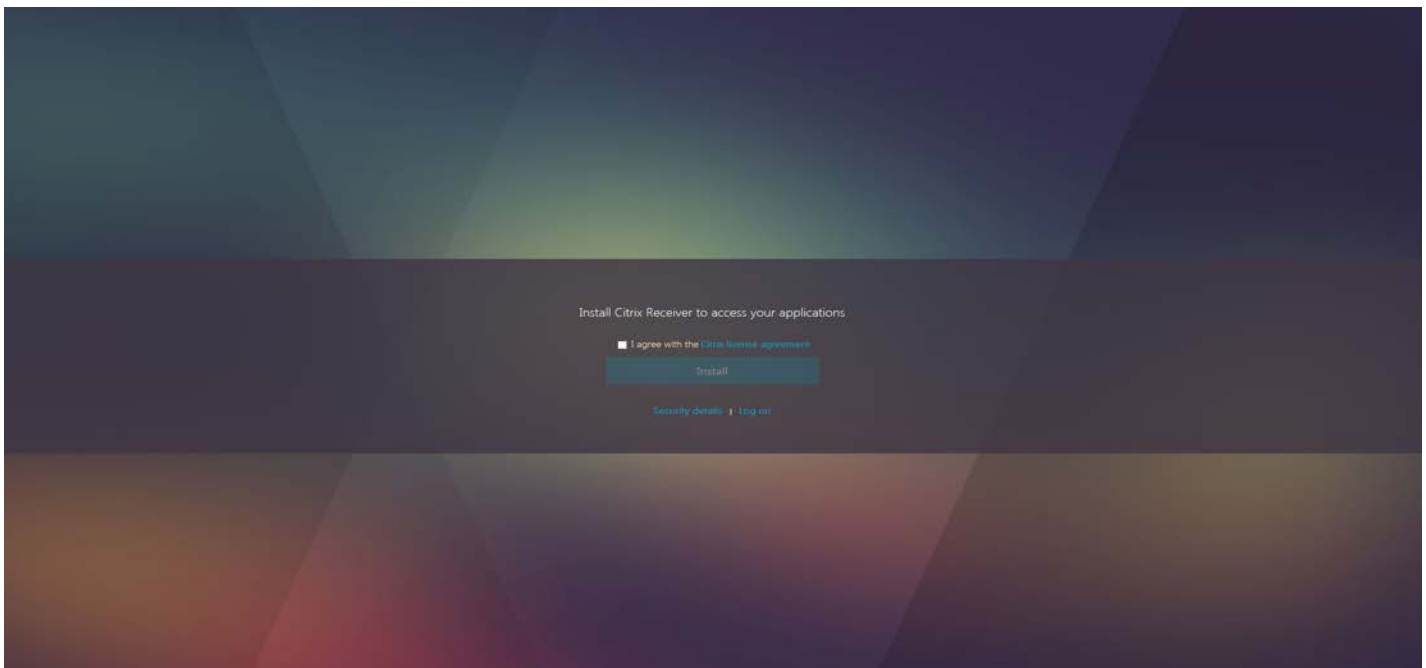 Install Citrix Receiver to access your applications
I agree with the Citrix license agreement
Install
Security details | Log on